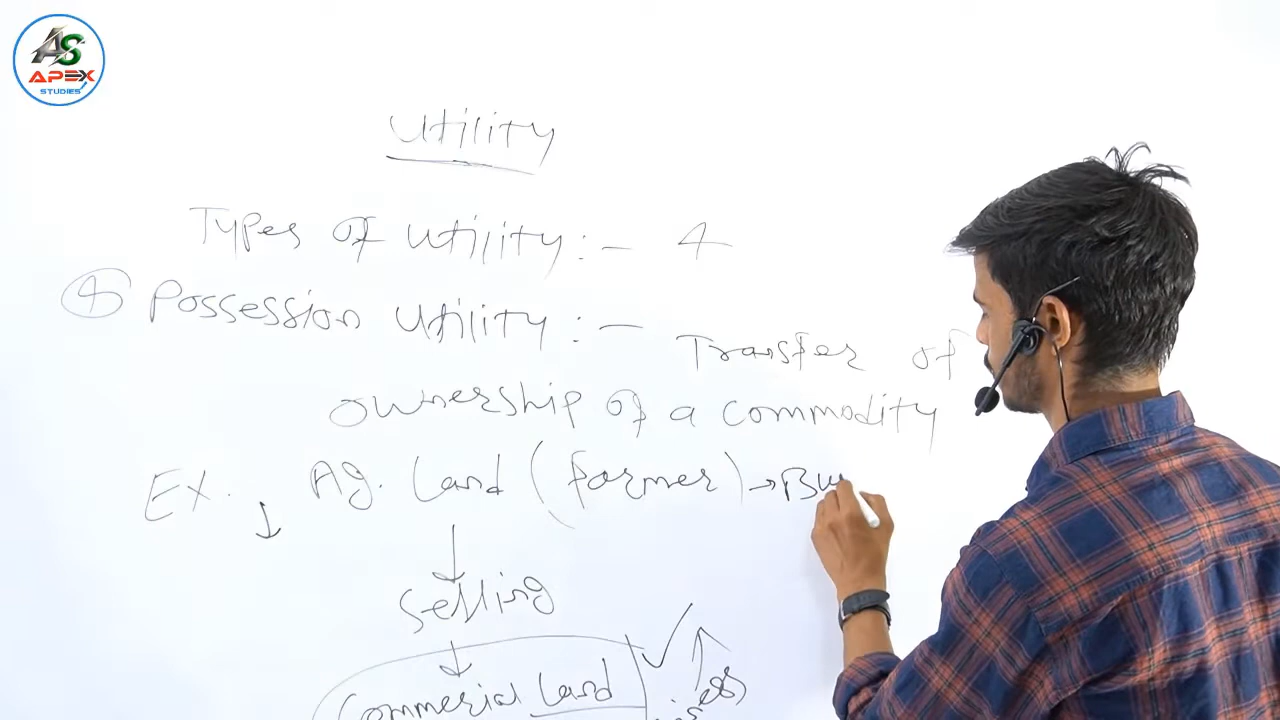 AS
APEX
STUDIES
Utility
Types of Utility :- 4
4 Possession Utility :- Transfer of
ownership of a commodity
Ex. Ag. Land (farmer) →
↓
Selling
↓
Commerial Land ✓